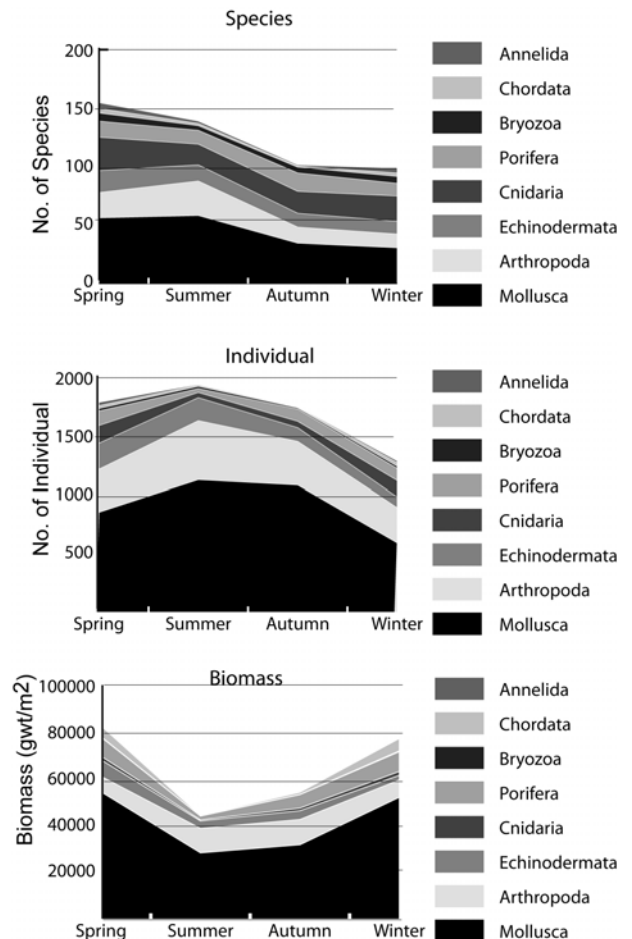 Species
200
150
100
50
0
No. of Species
Spring Summer Autumn Winter
Annelida
Chordata
Bryozoa
Porifera
Cnidaria
Echinodermata
Arthropoda
Mollusca
Individual
2000
1500
1000
500
No. of Individual
Spring Summer Autumn Winter
Annelida
Chordata
Bryozoa
Porifera
Cnidaria
Echinodermata
Arthropoda
Mollusca
Biomass
100000
80000
60000
40000
20000
Biomass (gwt/m²)
Spring Summer Autumn Winter
Annelida
Chordata
Bryozoa
Porifera
Cnidaria
Echinodermata
Arthropoda
Mollusca